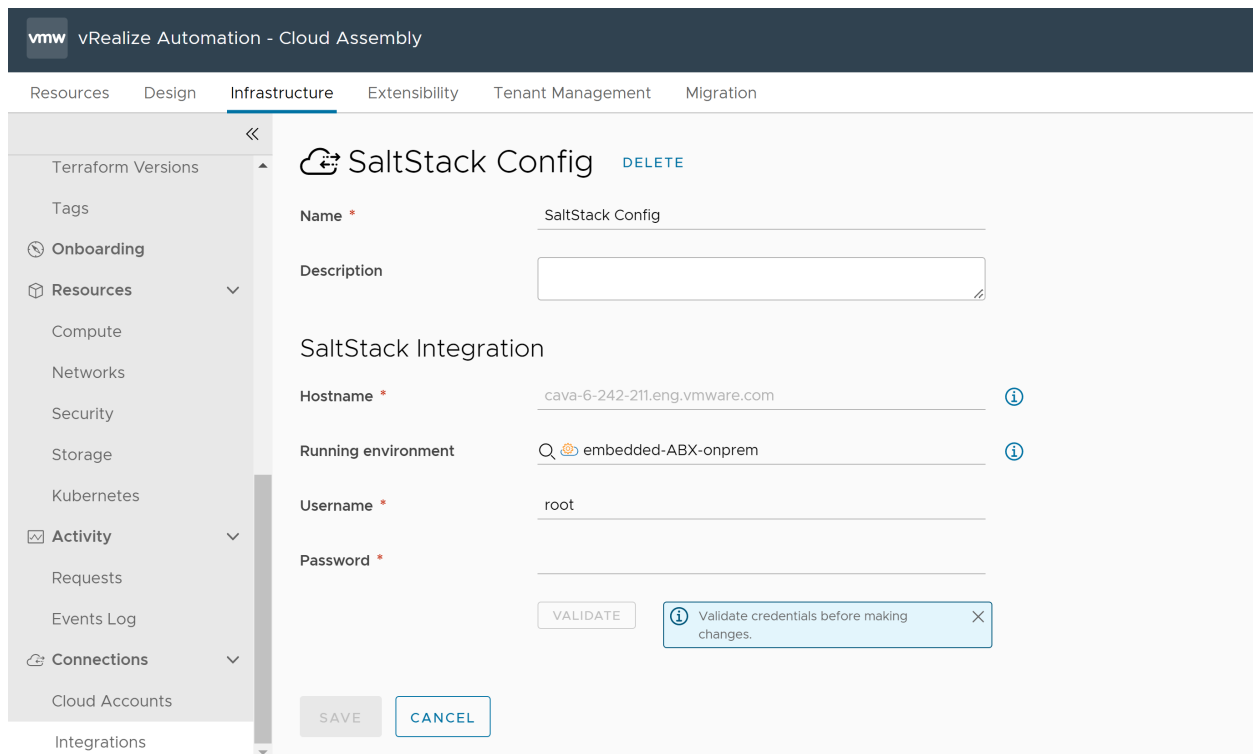 vmw vRealize Automation - Cloud Assembly
Resources Design Infrastructure Extensibility Tenant Management Migration
Terraform Versions
Tags
Onboarding
Resources
Compute
Networks
Security
Storage
Kubernetes
Activity
Requests
Events Log
Connections
Cloud Accounts
Integrations
SaltStack Config DELETE
Name * SaltStack Config
Description
SaltStack Integration
Hostname * cava-6-242-211.eng.vmware.com
Running environment embedded-ABX-onprem
Username * root
Password *
VALIDATE
Validate credentials before making
changes.
SAVE CANCEL